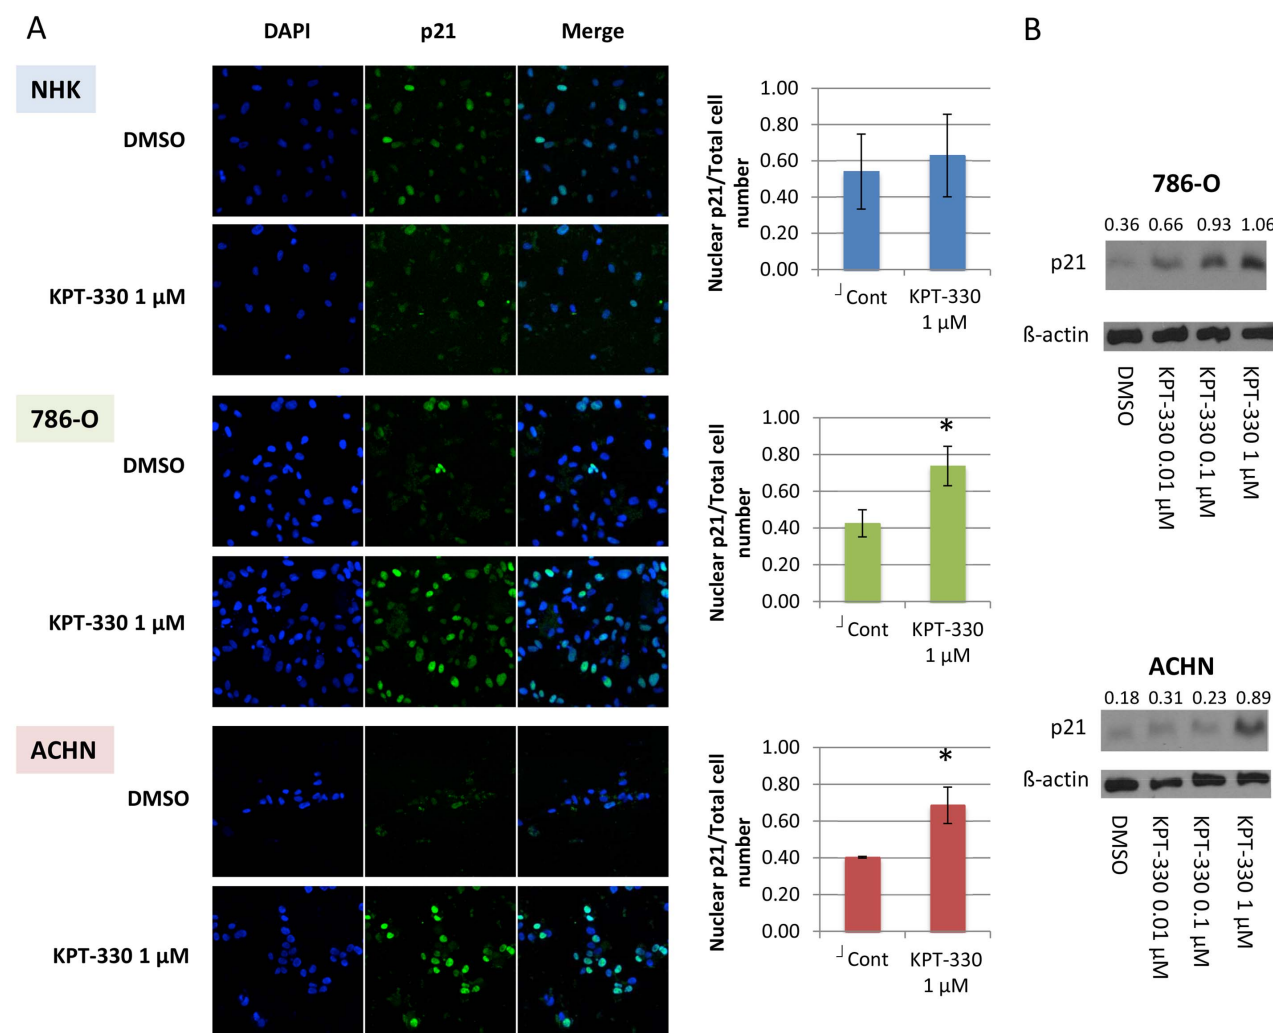 A
DAPI
p21
Merge
NHK
DMSO
KPT-330 1 µM
786-O
DMSO
KPT-330 1 µM
ACHN
DMSO
KPT-330 1 µM
1.00
0.80
0.60
0.40
0.20
0.00
Nuclear p21/Total cell
number
Cont
KPT-330
1 µM
1.00
0.80
0.60
0.40
0.20
0.00
Nuclear p21/Total cell
number
*
Cont
KPT-330
1 µM
1.00
0.80
0.60
0.40
0.20
0.00
Nuclear p21/Total cell
number
*
Cont
KPT-330
1 µM
B
786-O
0.36 0.66 0.93 1.06
p21
ß-actin
DMSO
KPT-330 0.01 µM
KPT-330 0.1 µM
KPT-330 1 µM
ACHN
0.18 0.31 0.23 0.89
p21
ß-actin
DMSO
KPT-330 0.01 µM
KPT-330 0.1 µM
KPT-330 1 µM